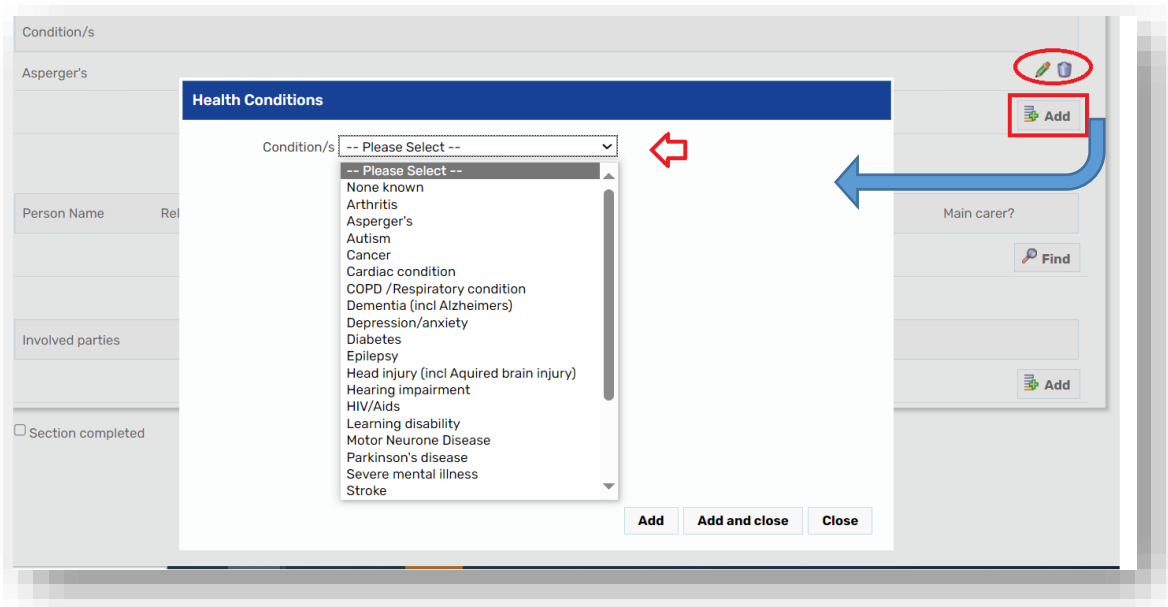 Condition/s
Asperger's
Add
Health Conditions
Condition/s -- Please Select --
-- Please Select --
None known
Arthritis
Asperger's
Autism
Cancer
Cardiac condition
COPD /Respiratory condition
Dementia (incl Alzheimers)
Depression/anxiety
Diabetes
Epilepsy
Head injury (incl Aquired brain injury)
Hearing impairment
HIV/Aids
Learning disability
Motor Neurone Disease
Parkinson's disease
Severe mental illness
Stroke
Add Add and close Close
Person Name Rel Main carer?
Find
Involved parties
Add
Section completed